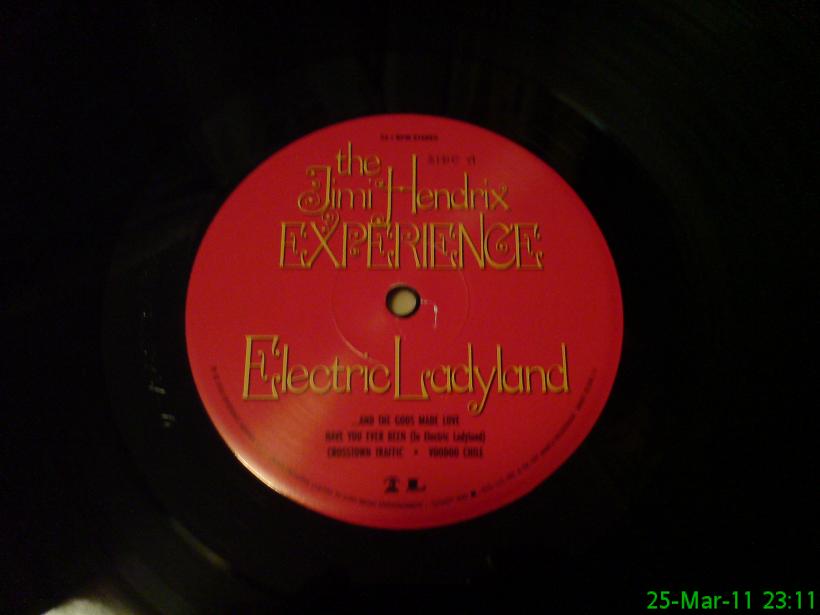 SIDE A
the
Jimi Hendrix
EXPERIENCE
Electric Ladyland
...AND THE GODS MADE LOVE
HAVE YOU EVER BEEN (To Electric Ladyland)
CROSSTOWN TRAFFIC • VOODOO CHILE
25-Mar-11 23:11